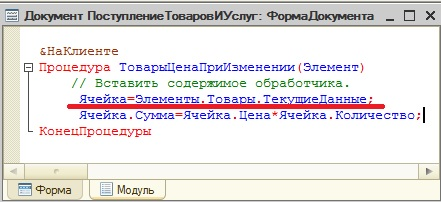 Документ ПоступлениеТоваровИУслуг: ФормаДокумента
&НаКлиенте
Процедура ТоварыЦенаПриИзменении(Элемент)
// Вставить содержимое обработчика.
Ячейка=Элементы.Товары.ТекущиеДанные;
Ячейка.Сумма=Ячейка.Цена*Ячейка.Количество;
КонецПроцедуры
Форма Модуль